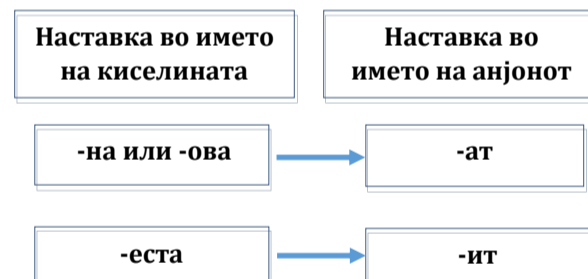 Наставка во името
на киселината
Наставка во
името на анјонот
-на или -ова
-ат
-еста
-ит